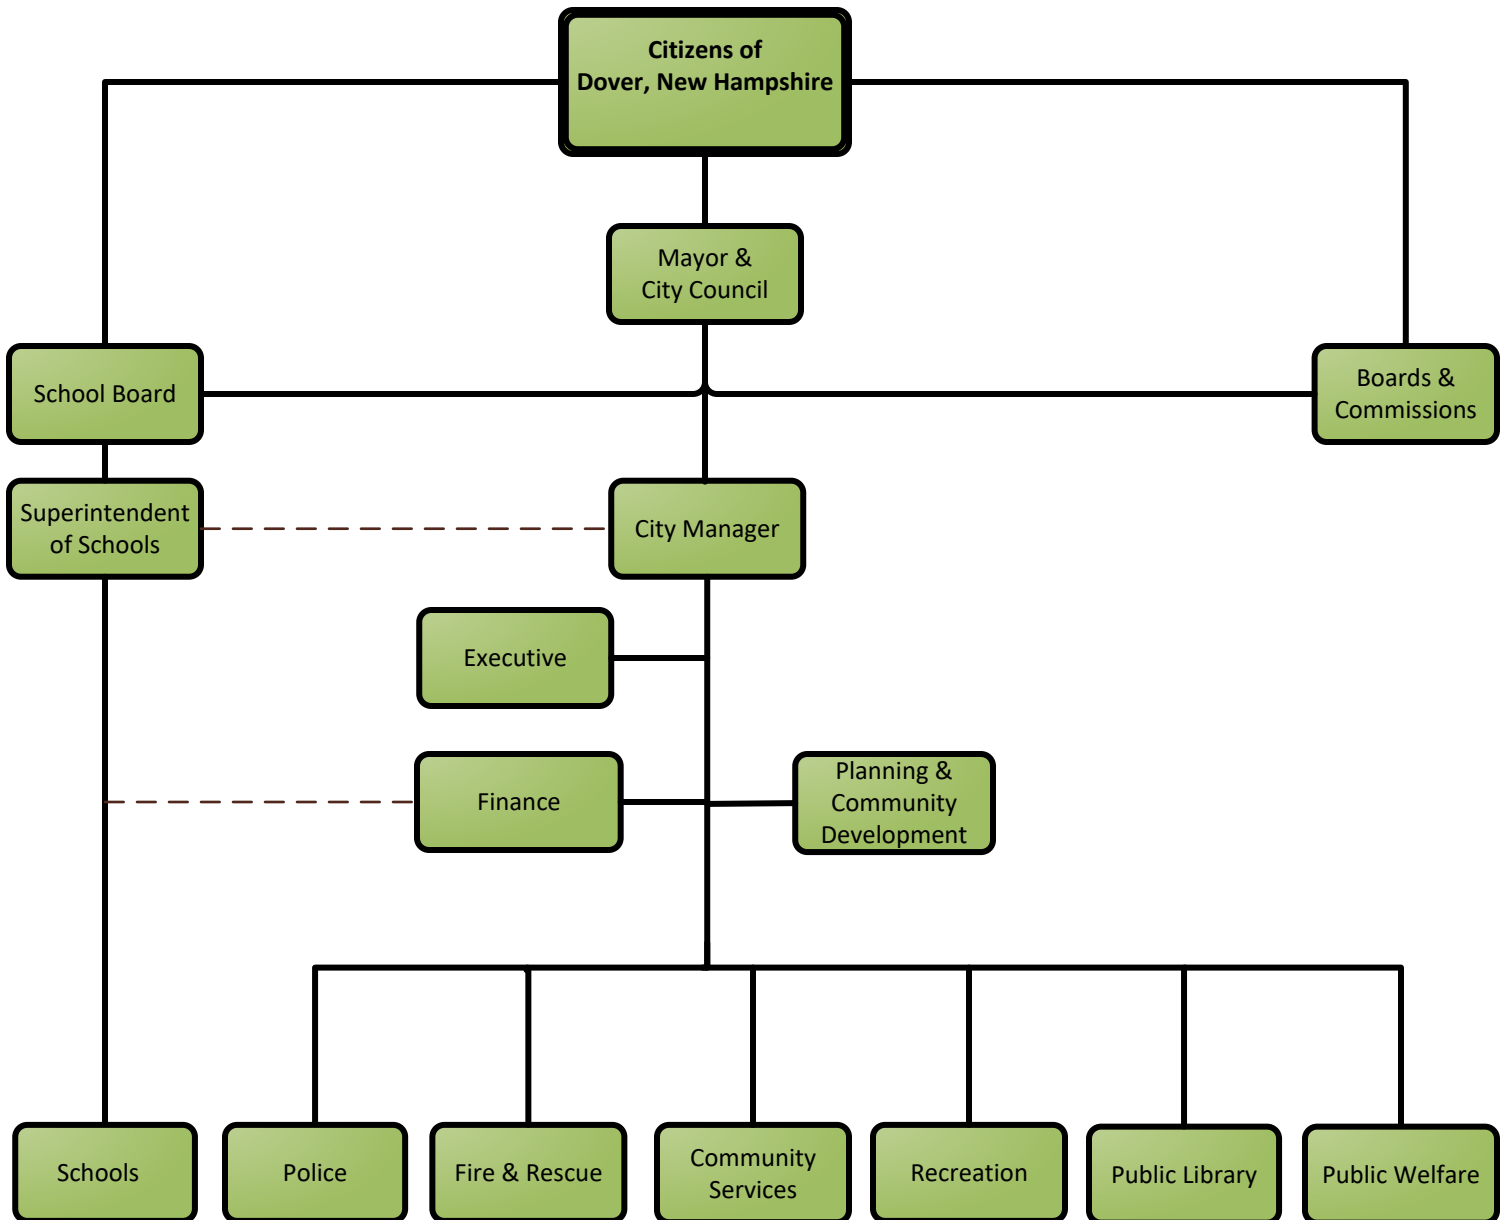 Citizens of
Dover, New Hampshire
Mayor &
City Council
School Board
Boards &
Commissions
Superintendent
of Schools
City Manager
Executive
Finance
Planning &
Community
Development
Schools
Police
Fire & Rescue
Community
Services
Recreation
Public Library
Public Welfare